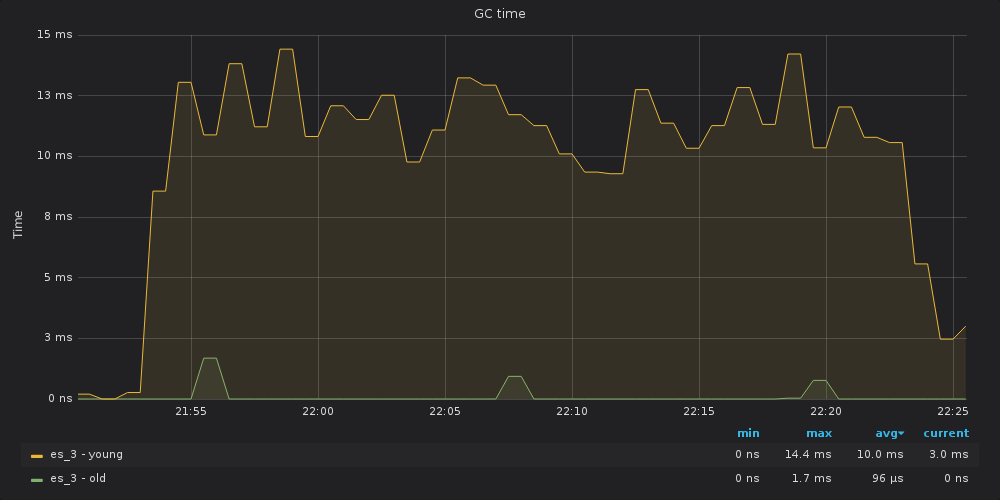 GC time
15 ms
13 ms
10 ms
8 ms
5 ms
3 ms
0 ns
Time
21:55 22:00 22:05 22:10 22:15 22:20 22:25
min max avg current
es_3 - young 0 ns 14.4 ms 10.0 ms 3.0 ms
es_3 - old 0 ns 1.7 ms 96 µs 0 ns